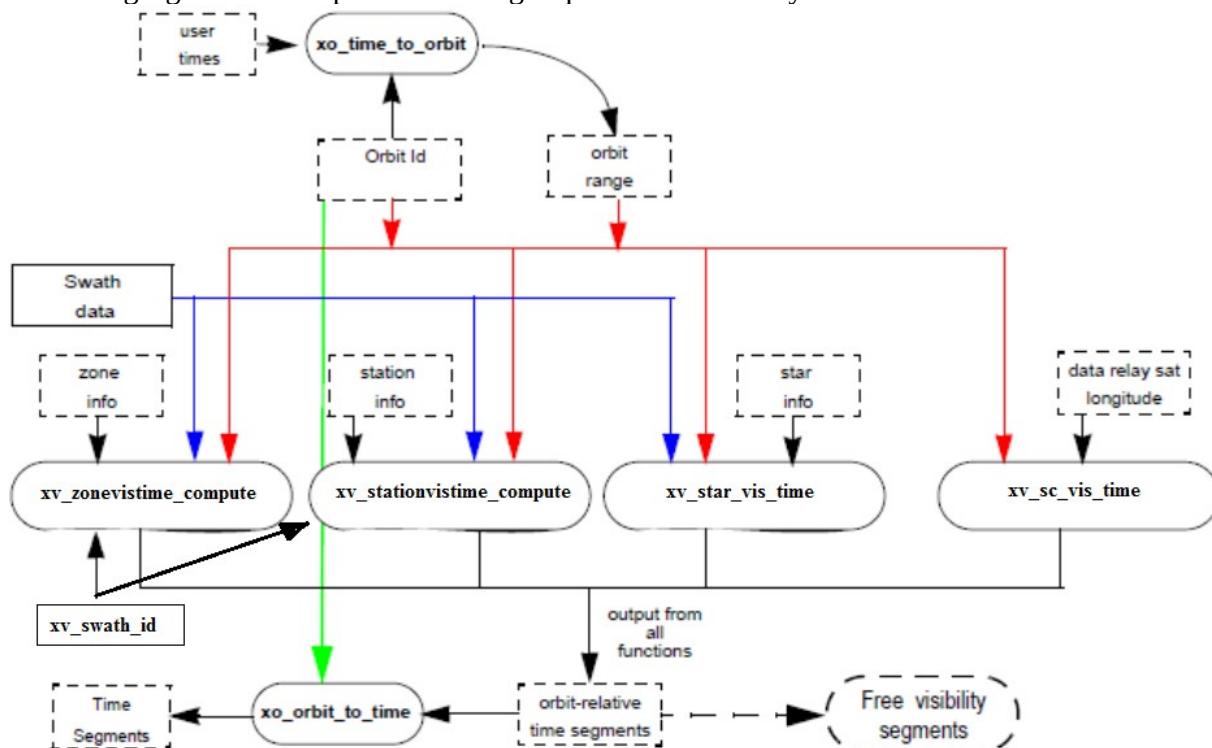 user
times
xo_time_to_orbit
Orbit Id
orbit
range
Swath
data
zone
info
station
info
star
info
data relay sat
longitude
xv_zonevistime_compute
xv_stationvistime_compute
xv_star_vis_time
xv_sc_vis_time
xv_swath_id
output from
all
functions
Time
Segments
xo_orbit_to_time
orbit-relative
time segments
Free visibility
segments